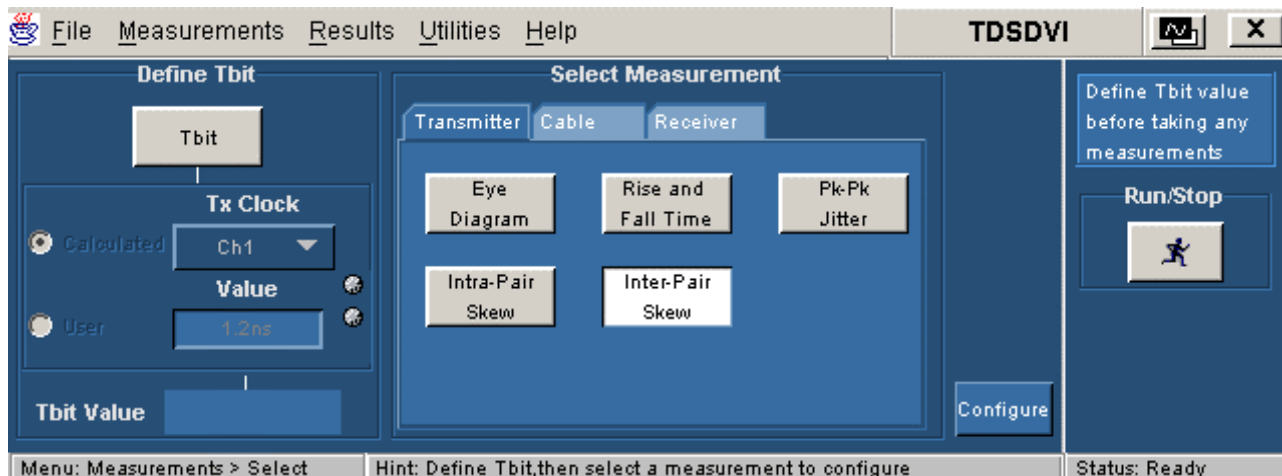 File Measurements Results Utilities Help TDSDVI X
Define Tbit
Tbit
Tx Clock
Calculated
Ch1
Value
User
1.2ns
Tbit Value
Select Measurement
Transmitter Cable Receiver
Eye
Diagram
Rise and
Fall Time
Pk-Pk
Jitter
Intra-Pair
Skew
Inter-Pair
Skew
Configure
Define Tbit value
before taking any
measurements
Run/Stop
Menu: Measurements > Select
Hint: Define Tbit,then select a measurement to configure
Status: Ready